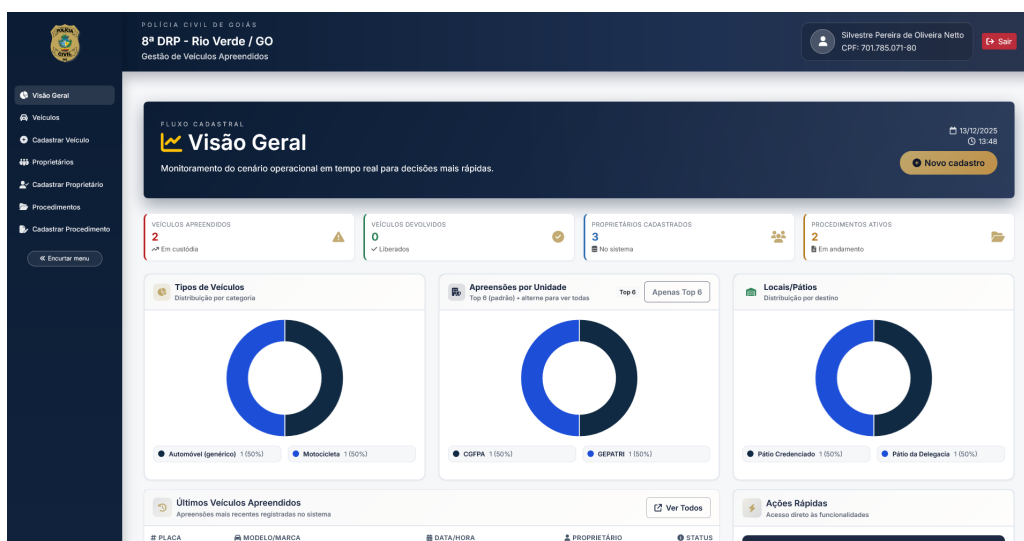 POLÍCIA
CIVIL
POLÍCIA CIVIL DE GOIÁS
8ª DRP - Rio Verde / GO
Gestão de Veículos Apreendidos
Silvestre Pereira de Oliveira Netto
CPF: 701.785.071-80
Sair
Visão Geral
Veículos
Cadastrar Veículo
Proprietários
Cadastrar Proprietário
Procedimentos
Cadastrar Procedimento
Encurtar menu
FLUXO CADASTRAL
Visão Geral
Monitoramento do cenário operacional em tempo real para decisões mais rápidas.
13/12/2025
13:48
Novo cadastro
VEÍCULOS APREENDIDOS
2
Em custódia
VEÍCULOS DEVOLVIDOS
0
Liberados
PROPRIETÁRIOS CADASTRADOS
3
No sistema
PROCEDIMENTOS ATIVOS
2
Em andamento
Tipos de Veículos
Distribuição por categoria
Automóvel (genérico) 1 (50%)
Motocicleta 1 (50%)
Apreensões por Unidade
Top 6 (padrão) • alterne para ver todas
Top 6
Apenas Top 6
CGFPA 1 (50%)
GEPATRI 1 (50%)
Locais/Pátios
Distribuição por destino
Pátio Credenciado 1 (50%)
Pátio da Delegacia 1 (50%)
Últimos Veículos Apreendidos
Apreensões mais recentes registradas no sistema
Ver Todos
# PLACA
MODELO/MARCA
DATA/HORA
PROPRIETÁRIO
STATUS
Ações Rápidas
Acesso direto às funcionalidades